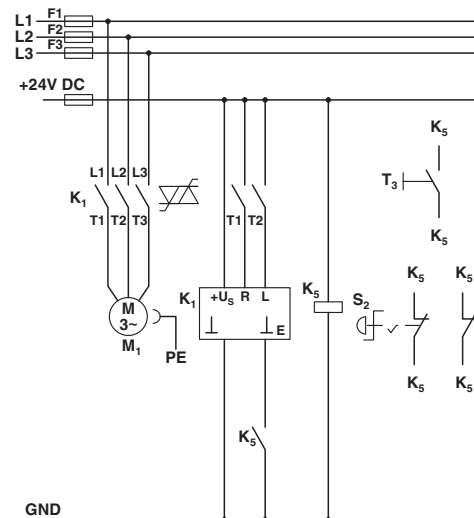 L1 F1
L2 F2
L3 F3
+24V DC
K5
L1 L2 L3
K1
T3
T1 T2 T3
T1 T2
K5
K1 +US R L
K5
S2
K5 K5
M
3~
E
M1
PE
K5 K5
K5
GND